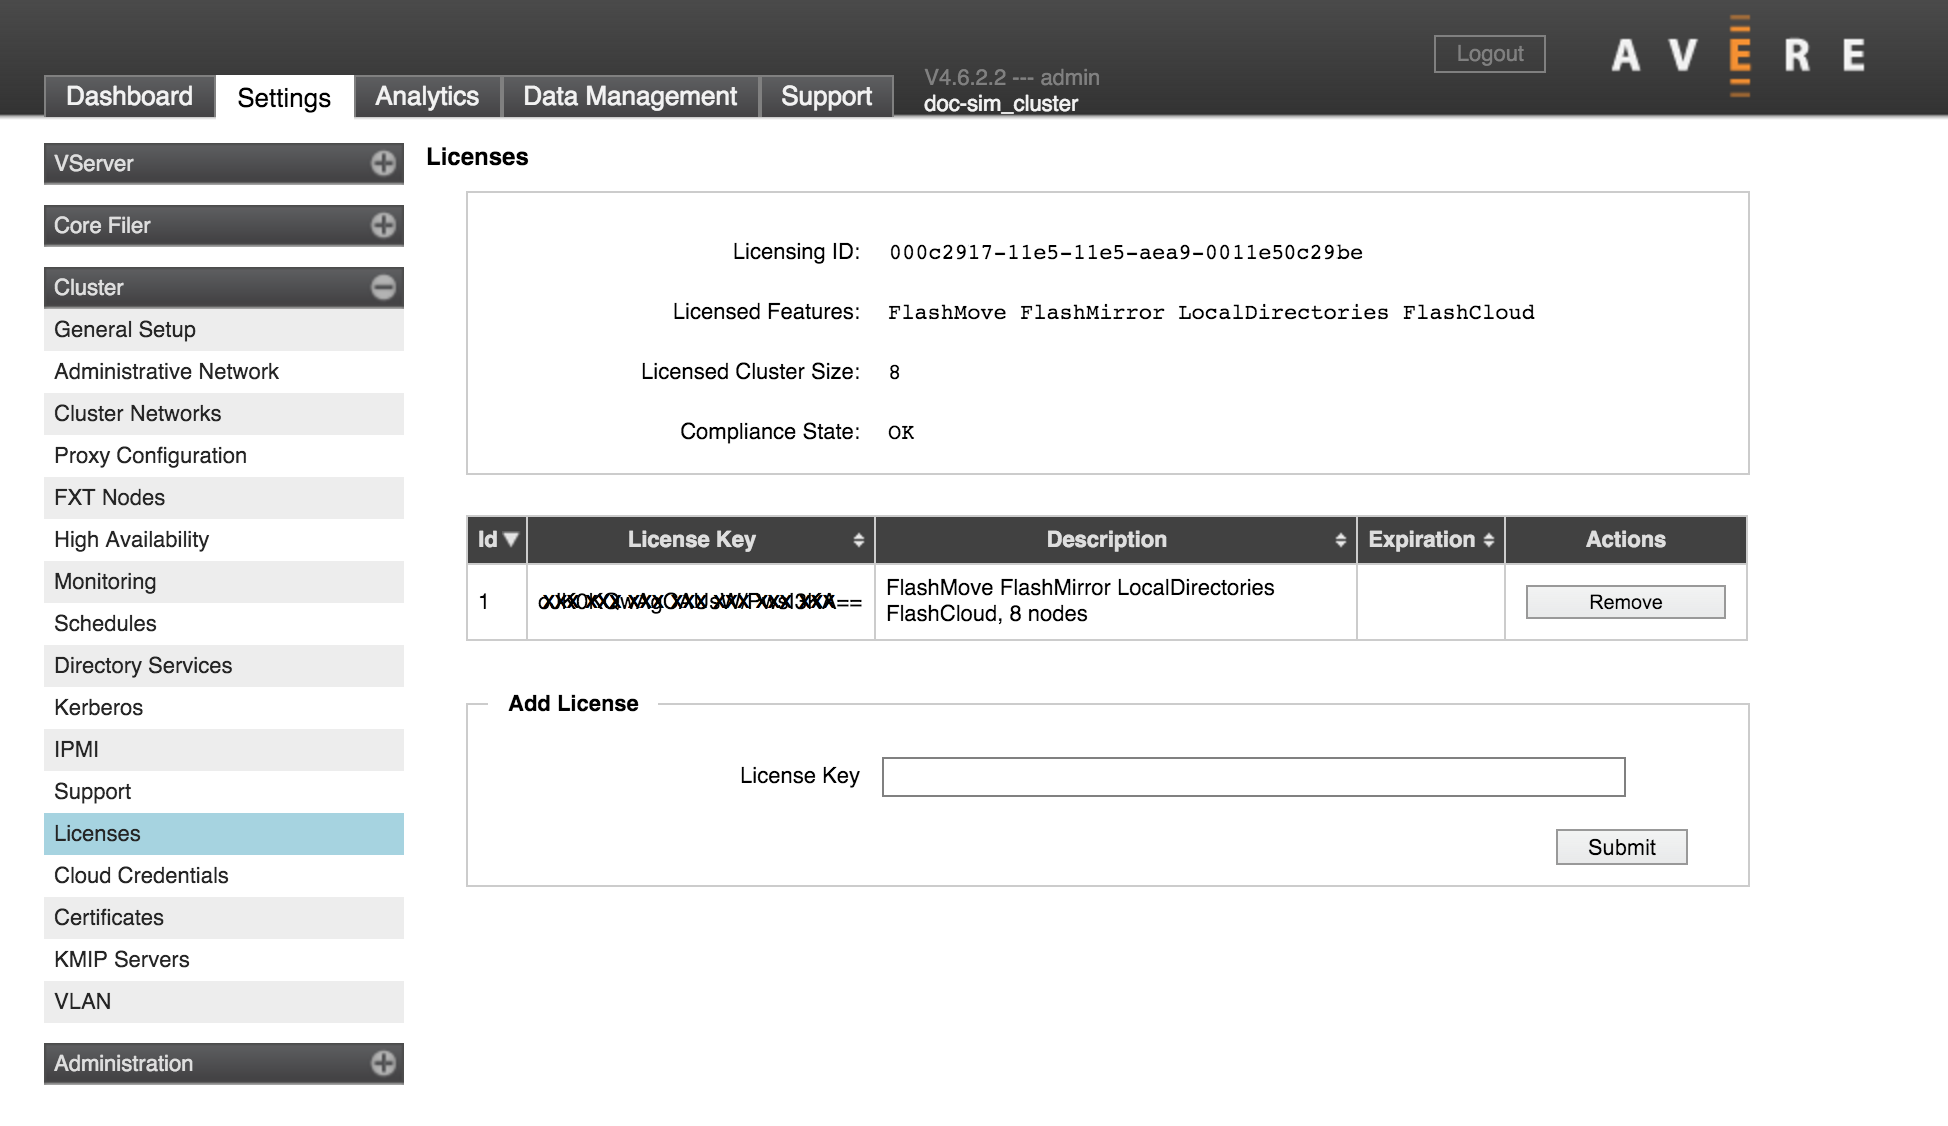 Dashboard
Settings
Analytics
Data Management
Support
V4.6.2.2 --- admin
doc-sim_cluster
Logout
AVERE
VServer
Core Filer
Cluster
General Setup
Administrative Network
Cluster Networks
Proxy Configuration
FXT Nodes
High Availability
Monitoring
Schedules
Directory Services
Kerberos
IPMI
Support
Licenses
Cloud Credentials
Certificates
KMIP Servers
VLAN
Administration
Licenses
Licensing ID: 000c2917-11e5-11e5-aea9-0011e50c29be
Licensed Features: FlashMove FlashMirror LocalDirectories FlashCloud
Licensed Cluster Size: 8
Compliance State: OK
Id License Key Description Expiration Actions
1 FlashMove FlashMirror LocalDirectories
FlashCloud, 8 nodes
Remove
Add License
License Key
Submit